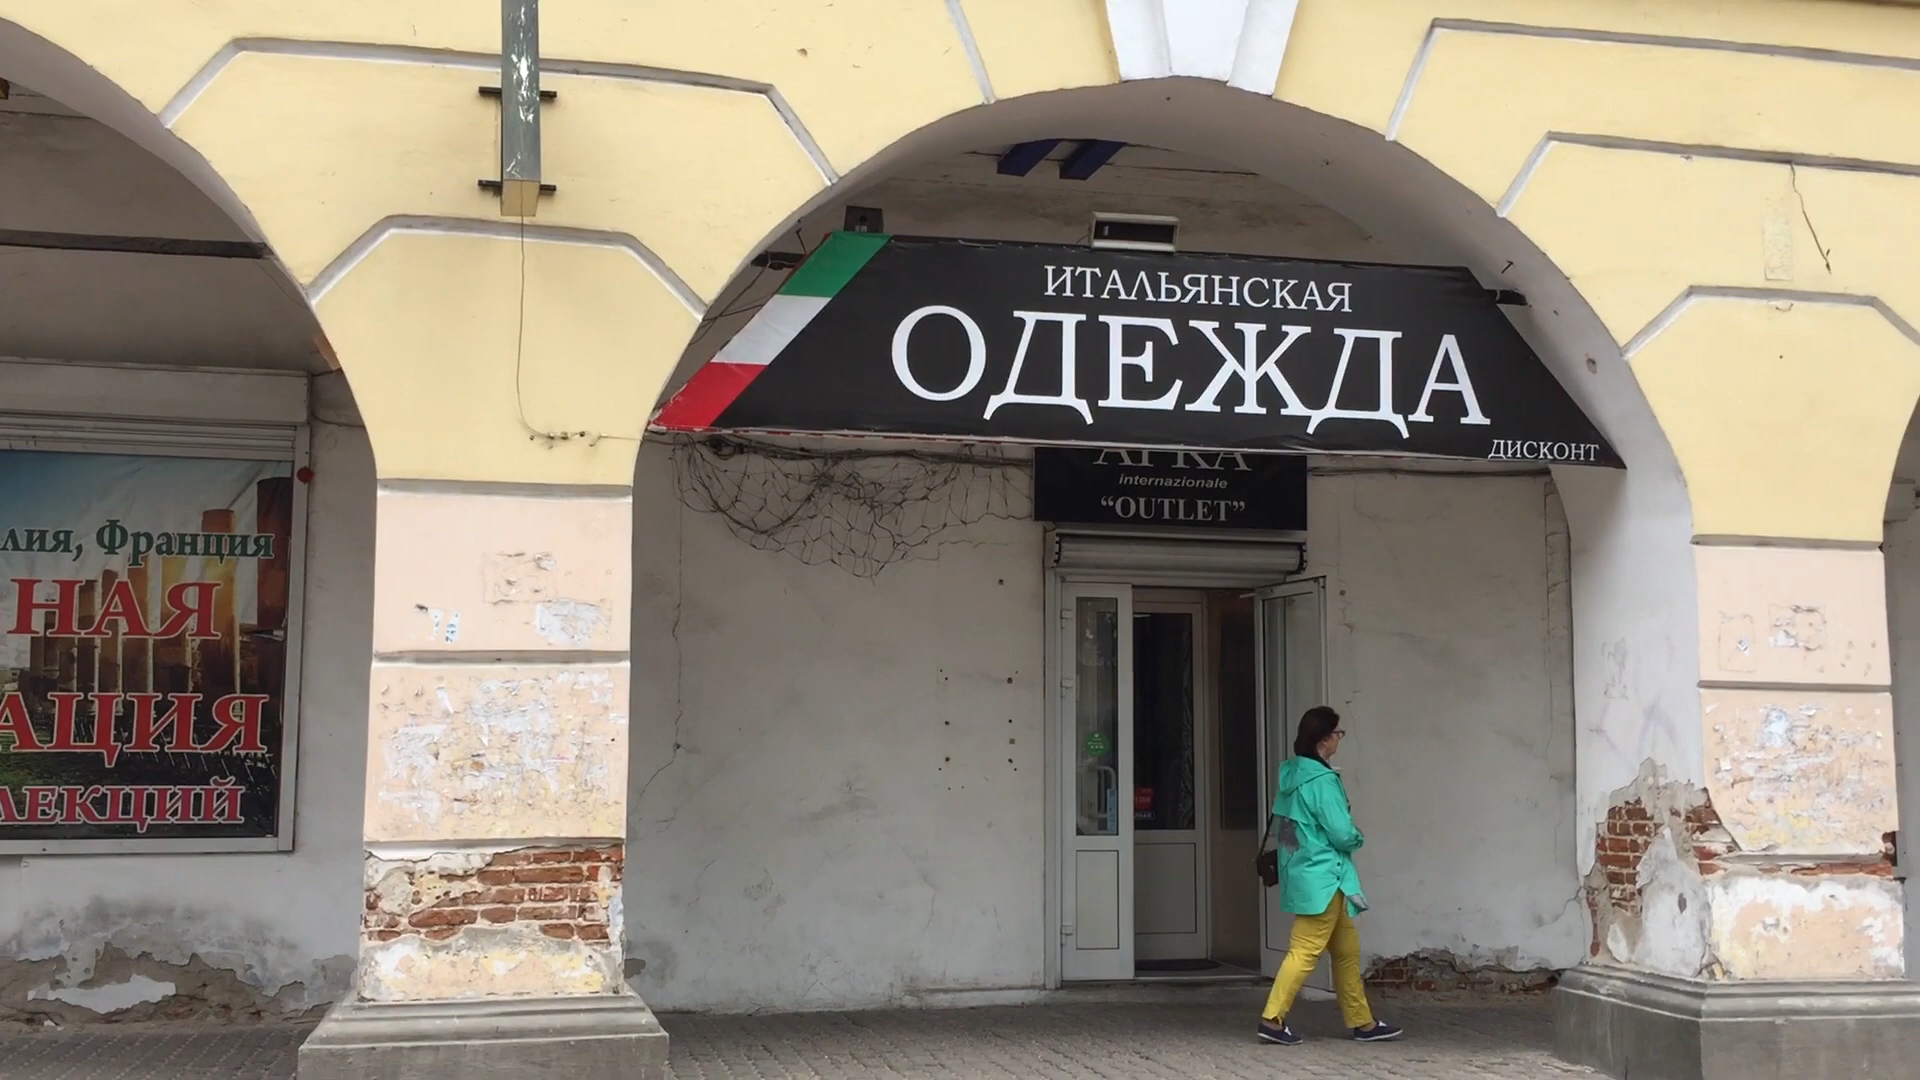 ИТАЛЬЯНСКАЯ
ОДЕЖДА
ДИСКОНТ
internazionale
“OUTLET”
лия, Франция
НАЯ
АЦИЯ
ЛЕКЦИЙ